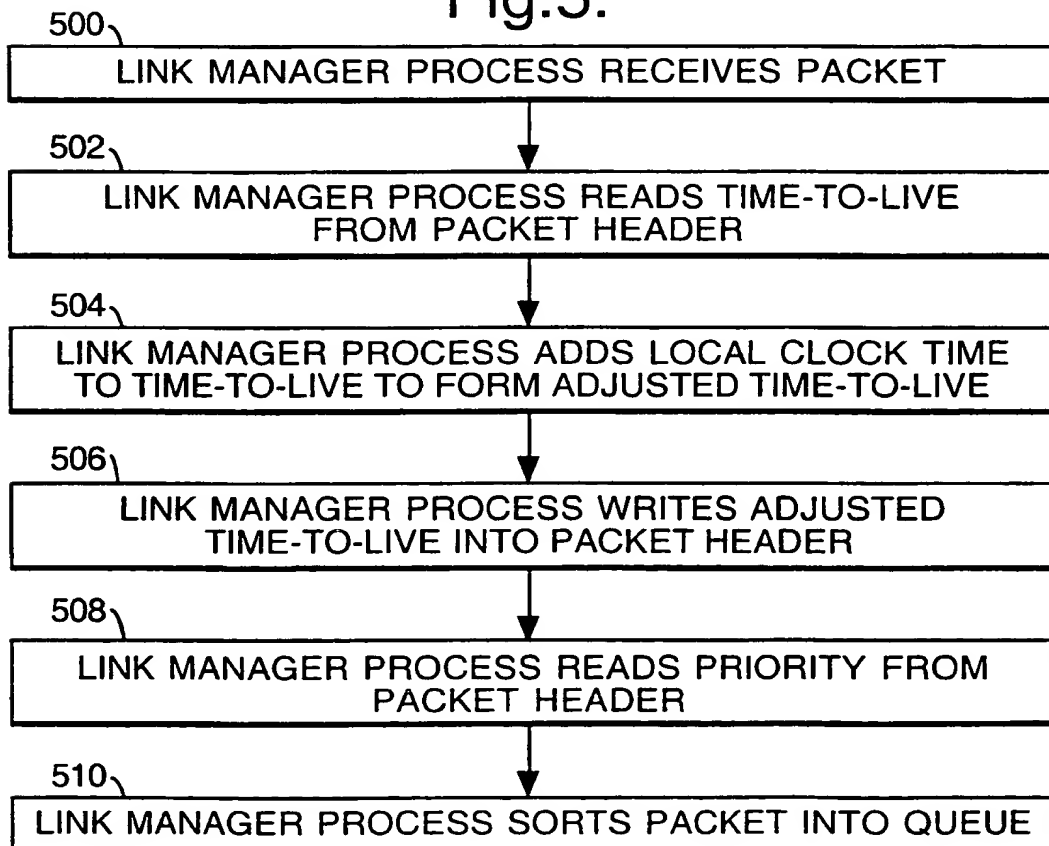 Fig.5.
500
LINK MANAGER PROCESS RECEIVES PACKET
502
LINK MANAGER PROCESS READS TIME-TO-LIVE
FROM PACKET HEADER
504
LINK MANAGER PROCESS ADDS LOCAL CLOCK TIME
TO TIME-TO-LIVE TO FORM ADJUSTED TIME-TO-LIVE
506
LINK MANAGER PROCESS WRITES ADJUSTED
TIME-TO-LIVE INTO PACKET HEADER
508
LINK MANAGER PROCESS READS PRIORITY FROM
PACKET HEADER
510
LINK MANAGER PROCESS SORTS PACKET INTO QUEUE